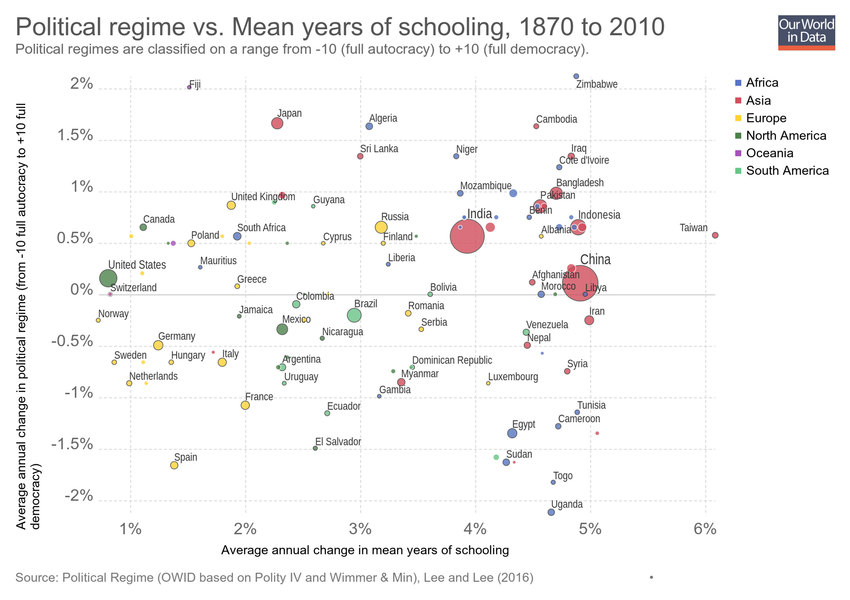 Political regime vs. Mean years of schooling, 1870 to 2010
Political regimes are classified on a range from -10 (full autocracy) to +10 (full democracy).
Our World
in Data
Average annual change in political regime (from -10 full autocracy to +10 full
democracy)
2%
1.5%
1%
0.5%
0%
-0.5%
-1%
-1.5%
-2%
Fiji
Zimbabwe
Japan
Algeria
Cambodia
Sri Lanka
Niger
Iraq
Cote d'Ivoire
Mozambique
Bangladesh
United Kingdom
Guyana
Pakistan
Canada
Russia
India
Benin
Indonesia
Poland
South Africa
Cyprus
Finland
Albania
Taiwan
Mauritius
Liberia
China
United States
Greece
Afghanistan
Switzerland
Colombia
Bolivia
Morocco
Libya
Norway
Jamaica
Mexico
Brazil
Romania
Serbia
Iran
Nicaragua
Venezuela
Germany
Nepal
Sweden
Hungary
Italy
Argentina
Dominican Republic
Syria
Netherlands
Uruguay
Myanmar
Luxembourg
Gambia
France
Ecuador
Tunisia
Egypt
Cameroon
El Salvador
Spain
Sudan
Togo
Uganda
1%
2%
3%
4%
5%
6%
Average annual change in mean years of schooling
Africa
Asia
Europe
North America
Oceania
South America
Source: Political Regime (OWID based on Polity IV and Wimmer & Min), Lee and Lee (2016)